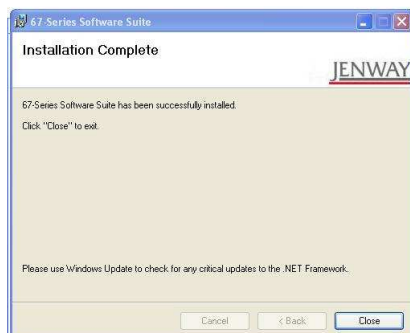 67-Series Software Suite
Installation Complete
JENWAY
67-Series Software Suite has been successfully installed.
Click "Close" to exit.
Please use Windows Update to check for any critical updates to the .NET Framework.
Cancel
< Back
Close